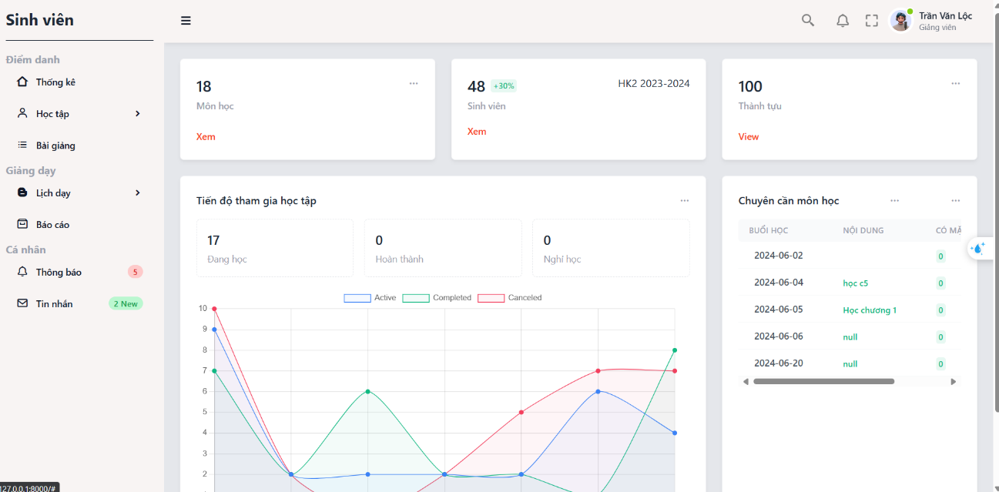 Sinh viên
Trần Văn Lộc
Giảng viên
Điểm danh
Thống kê
Học tập
Bài giảng
Giảng dạy
Lịch dạy
Báo cáo
Cá nhân
Thông báo 5
Tin nhắn 2 New
18
Môn học
Xem
48 +30% HK2 2023-2024
Sinh viên
Xem
100
Thành tựu
View
Tiến độ tham gia học tập
17
Đang học
0
Hoàn thành
0
Nghỉ học
Active Completed Canceled
10
9
8
7
6
5
4
3
2
Chuyên cần môn học
BUỔI HỌC NỘI DUNG CÓ MẶ
2024-06-02 0
2024-06-04 học c5 0
2024-06-05 Học chương 1 0
2024-06-06 null 0
2024-06-20 null 0
127.0.0.1:8000/#